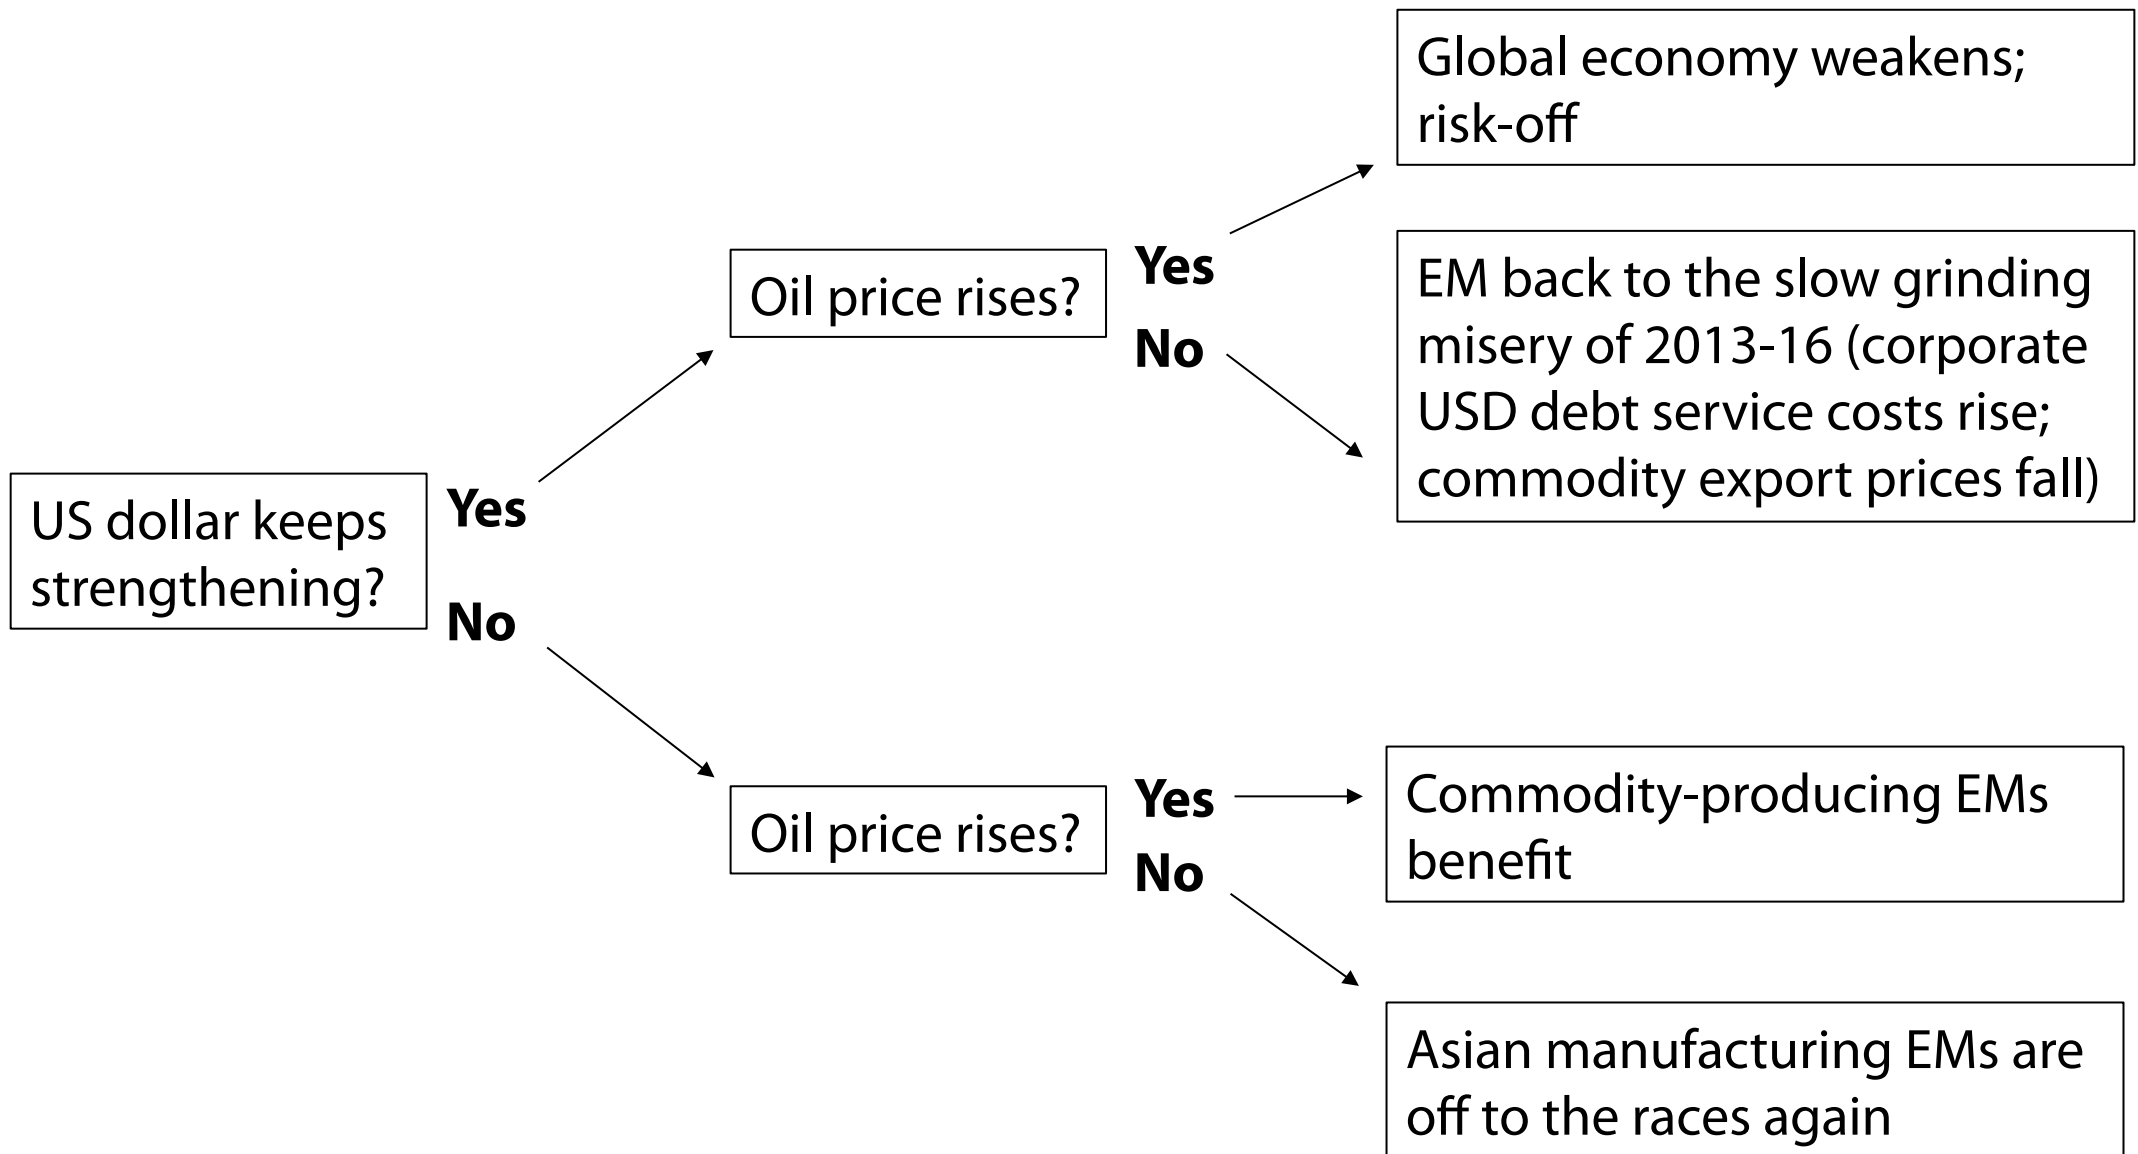 Global economy weakens;
risk-off
Oil price rises?
Yes
No
EM back to the slow grinding
misery of 2013-16 (corporate
USD debt service costs rise;
commodity export prices fall)
US dollar keeps
strengthening?
Yes
No
Oil price rises?
Yes
No
Commodity-producing EMs
benefit
Asian manufacturing EMs are
off to the races again